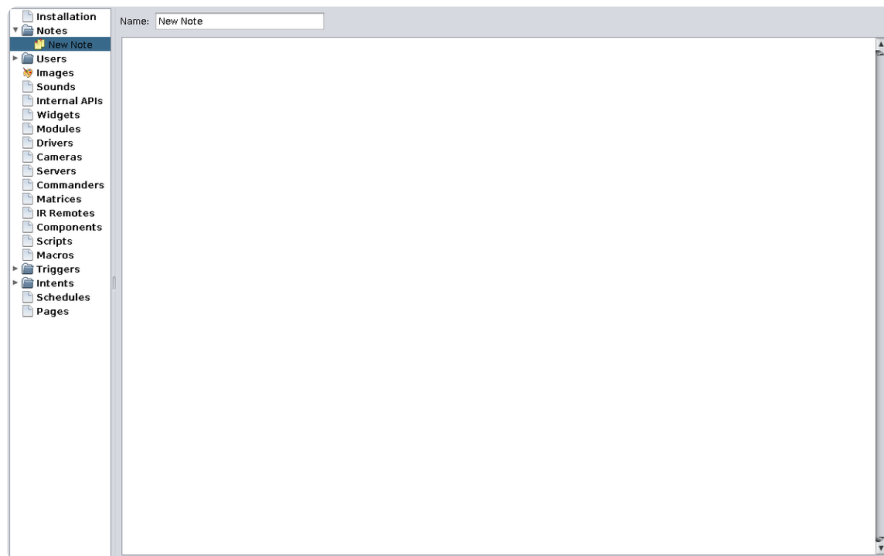 Installation
Notes
New Note
Users
Images
Sounds
Internal APIs
Widgets
Modules
Drivers
Cameras
Servers
Commanders
Matrices
IR Remotes
Components
Scripts
Macros
Triggers
Intents
Schedules
Pages
Name: New Note